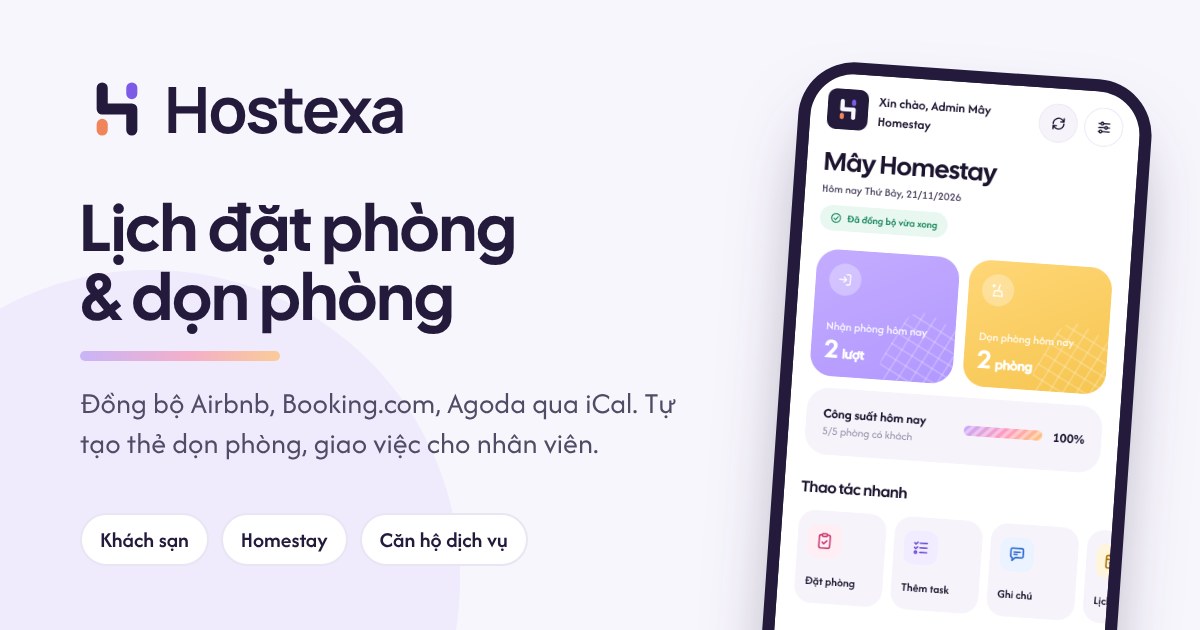 Hostexa
Lịch đặt phòng
& dọn phòng
Đồng bộ Airbnb, Booking.com, Agoda qua iCal. Tự
tạo thẻ dọn phòng, giao việc cho nhân viên.
Khách sạn
Homestay
Căn hộ dịch vụ
Xin chào, Admin Mây
Homestay
Mây Homestay
Hôm nay Thứ Bảy, 21/11/2026
Đã đồng bộ vừa xong
Nhận phòng hôm nay
2 lượt
Dọn phòng hôm nay
2 phòng
Công suất hôm nay
5/5 phòng có khách
100%
Thao tác nhanh
Đặt phòng
Thêm task
Ghi chú